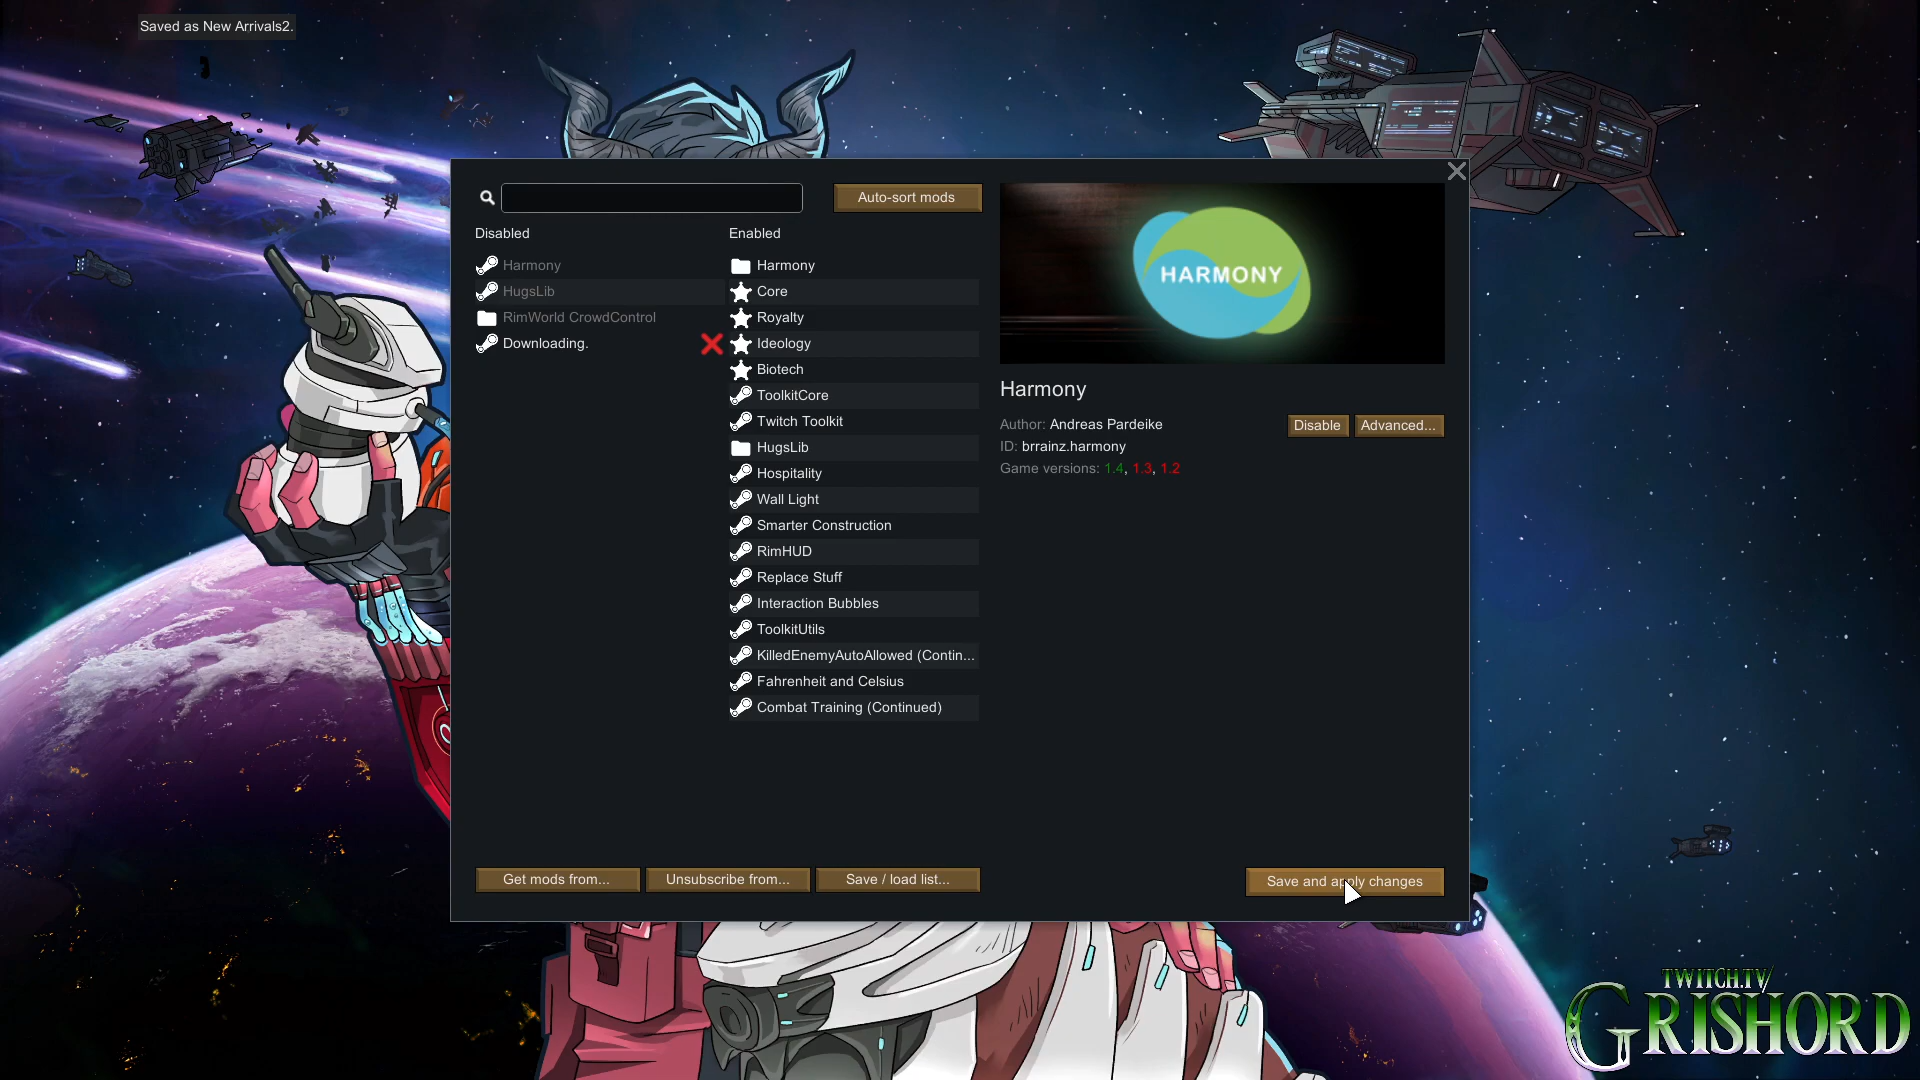 Saved as New Arrivals2.
Auto-sort mods
Disabled
Enabled
Harmony
HugsLib
RimWorld CrowdControl
Downloading.
Harmony
Core
Royalty
Ideology
Biotech
ToolkitCore
Twitch Toolkit
HugsLib
Hospitality
Wall Light
Smarter Construction
RimHUD
Replace Stuff
Interaction Bubbles
ToolkitUtils
KilledEnemyAutoAllowed (Contin...
Fahrenheit and Celsius
Combat Training (Continued)
HARMONY
Harmony
Author: Andreas Pardeike
ID: brrainz.harmony
Game versions: 1.4, 1.3, 1.2
Disable
Advanced...
Get mods from...
Unsubscribe from...
Save / load list...
Save and apply changes
TWITCH.TV/
GRISHORD